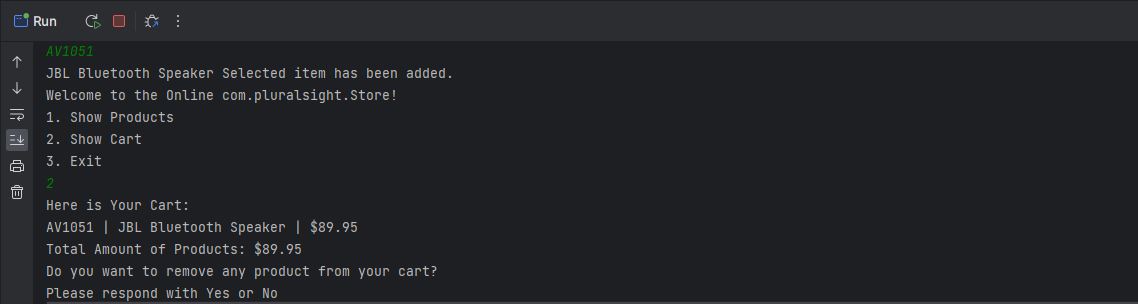 Run
AV1051
JBL Bluetooth Speaker Selected item has been added.
Welcome to the Online com.pluralsight.Store!
1. Show Products
2. Show Cart
3. Exit
2
Here is Your Cart:
AV1051 | JBL Bluetooth Speaker | $89.95
Total Amount of Products: $89.95
Do you want to remove any product from your cart?
Please respond with Yes or No